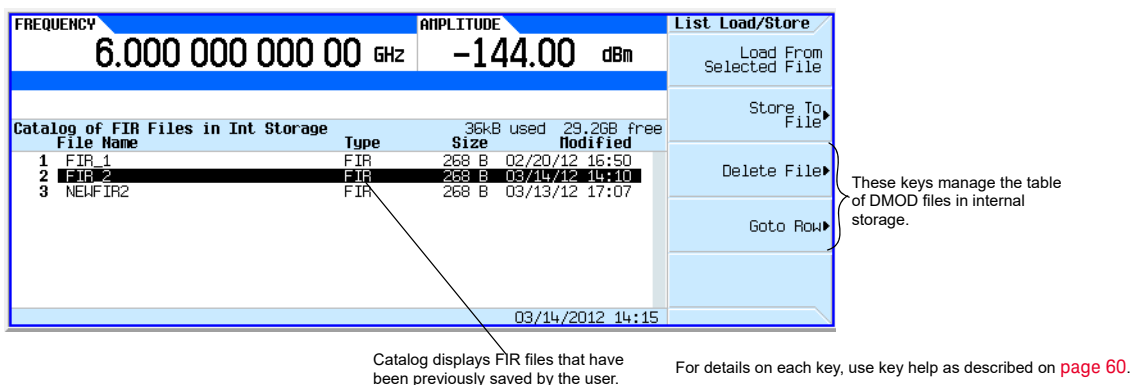 FREQUENCY AMPLITUDE List Load/Store
6.000 000 000 00 GHz -144.00 dBm
Load From
Selected File
Store To
File
Catalog of FIR Files in Int Storage 36kB used 29.2GB free
File Name Type Size Modified
1 FIR_1 FIR 268 B 02/20/12 16:50
2 FIR_2 FIR 268 B 03/14/12 14:10
3 NEWFIR2 FIR 268 B 03/13/12 17:07
Delete File
Goto Row
These keys manage the table
of DMOD files in internal
storage.
03/14/2012 14:15
Catalog displays FIR files that have
been previously saved by the user.
For details on each key, use key help as described on page 60.